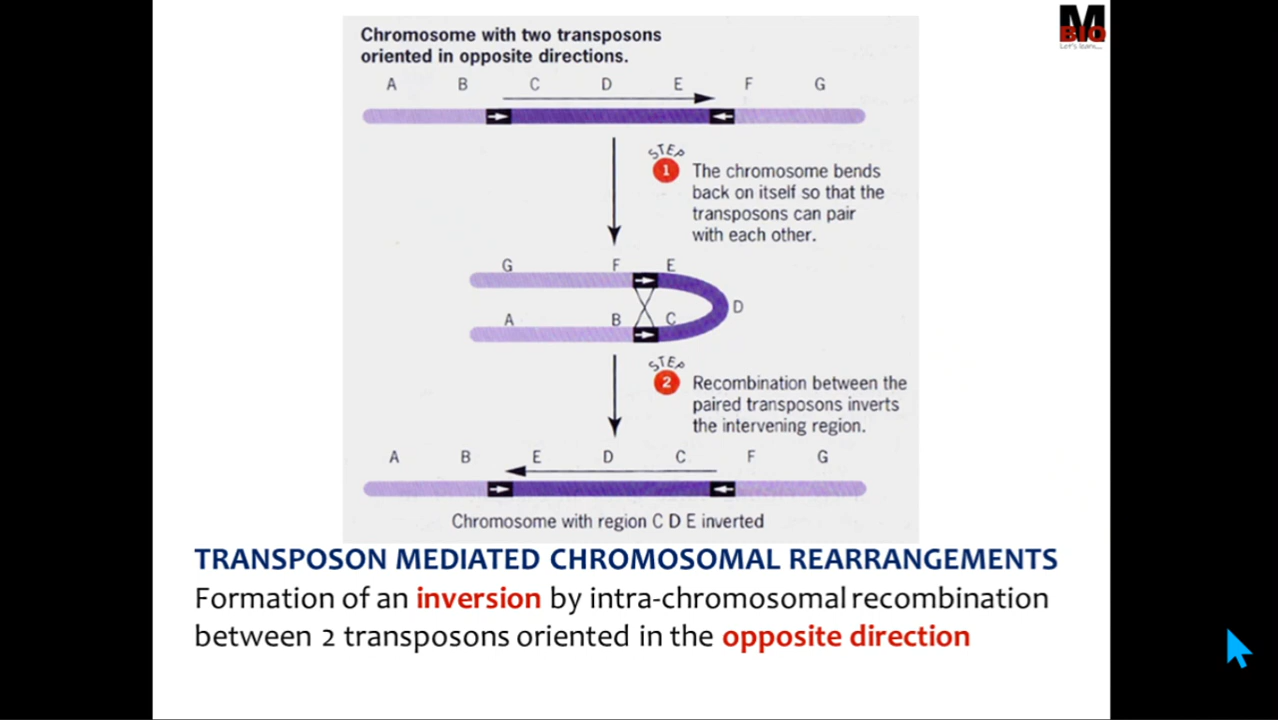 M
BIO
Let's learn....
Chromosome with two transposons
oriented in opposite directions.
A B C D E F G
STEP
1 The chromosome bends
back on itself so that the
transposons can pair
with each other.
G F E
D
A B C
STEP
2 Recombination between the
paired transposons inverts
the intervening region.
A B E D C F G
Chromosome with region C D E inverted
TRANSPOSON MEDIATED CHROMOSOMAL REARRANGEMENTS
Formation of an inversion by intra-chromosomal recombination
between 2 transposons oriented in the opposite direction